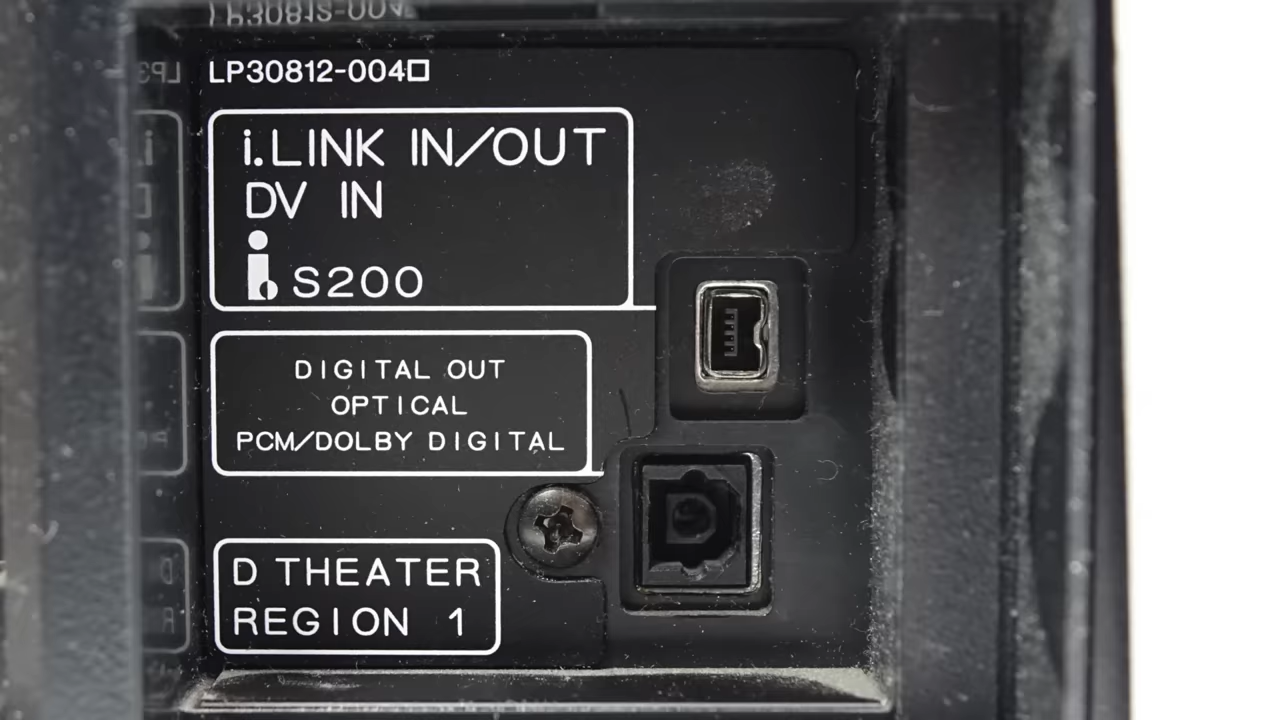 LP30812-004□
i.LINK IN/OUT
DV IN
i S200
DIGITAL OUT
OPTICAL
PCM/DOLBY DIGITAL
D THEATER
REGION 1